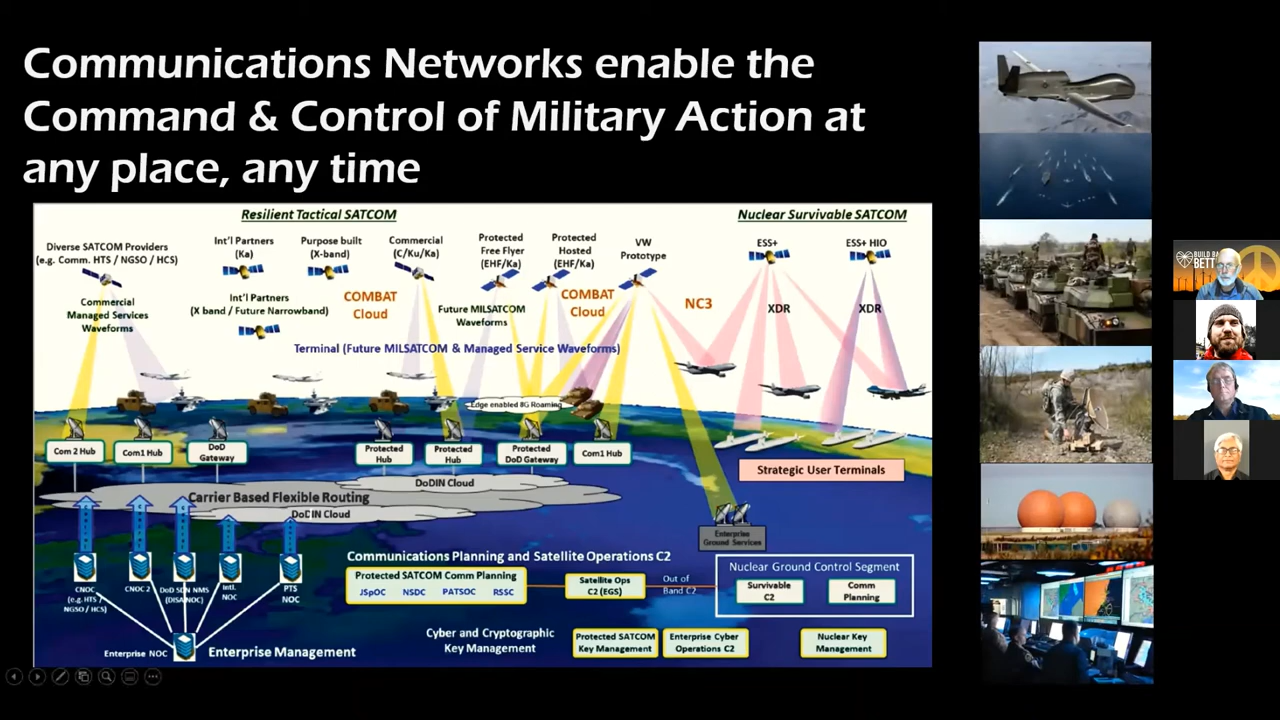 Communications Networks enable the
Command & Control of Military Action at
any place, any time
Resilient Tactical SATCOM
Nuclear Survivable SATCOM
Diverse SATCOM Providers
(e.g. Comm. HTS / NGSO / HCS)
Int'l Partners
(Ka)
Purpose built
(X-band)
Commercial
(C/Ku/Ka)
Protected
Free Flyer
(EHF/Ka)
Protected
Hosted
(EHF/Ka)
VW
Prototype
ESS+
ESS+ HIO
Commercial
Managed Services
Waveforms
Int'l Partners
(X band / Future Narrowband)
COMBAT
Cloud
Future MILSATCOM
Waveforms
COMBAT
Cloud
NC3
XDR
XDR
Terminal (Future MILSATCOM & Managed Service Waveforms)
Edge enabled 8G Roaming
Com 2 Hub
Com1 Hub
DoD
Gateway
Protected
Hub
Protected
Hub
Protected
DoD Gateway
Com1 Hub
Strategic User Terminals
DoDIN Cloud
Carrier Based Flexible Routing
DoDIN Cloud
Enterprise
Ground Services
CNOC
(e.g. HTS /
NGSO / HCS)
CNOC 2
DoD SDN NMS
(DISA NOC)
Intl.
NOC
PTS
NOC
Enterprise NOC
Enterprise Management
Communications Planning and Satellite Operations C2
Protected SATCOM Comm Planning
JSpOC NSDC PATSOC RSSC
Satellite Ops
C2 (EGS)
Out of
Band C2
Nuclear Ground Control Segment
Survivable
C2
Comm
Planning
Cyber and Cryptographic
Key Management
Protected SATCOM
Key Management
Enterprise Cyber
Operations C2
Nuclear Key
Management
BUILD BA
BETT